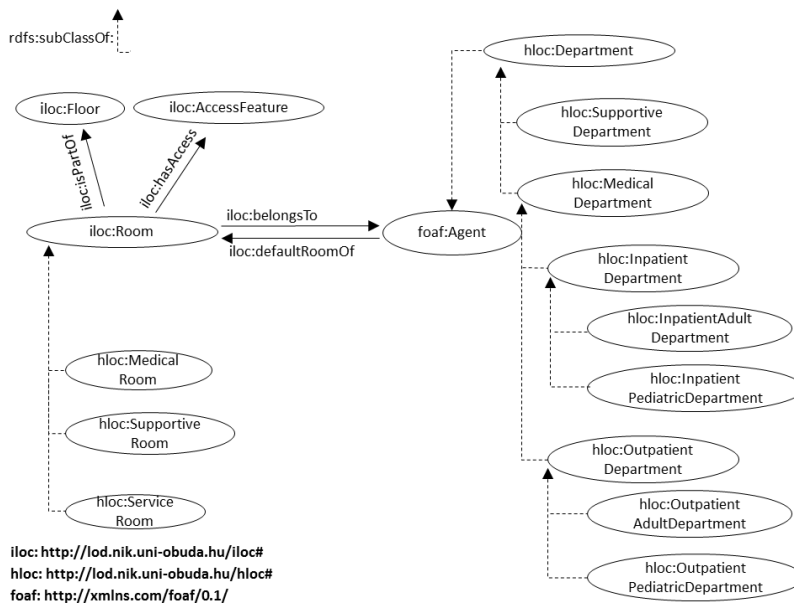 rdfs:subClassOf:
hloc:Department
iloc:Floor
iloc:AccessFeature
hloc:Supportive
Department
iloc:isPartOf
iloc:hasAccess
hloc:Medical
Department
iloc:belongsTo
iloc:Room
foaf:Agent
iloc:defaultRoomOf
hloc:Inpatient
Department
hloc:InpatientAdult
Department
hloc:Medical
Room
hloc:Inpatient
PediatricDepartment
hloc:Supportive
Room
hloc:Outpatient
Department
hloc:Service
Room
hloc:Outpatient
AdultDepartment
hloc:Outpatient
PediatricDepartment
iloc: http://lod.nik.uni-obuda.hu/iloc#
hloc: http://lod.nik.uni-obuda.hu/hloc#
foaf: http://xmlns.com/foaf/0.1/